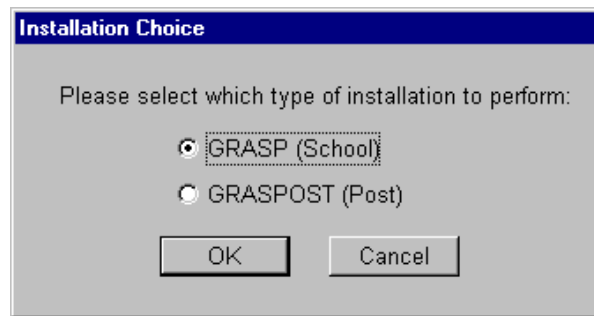 Installation Choice
Please select which type of installation to perform:
GRASP (School)
GRASPOST (Post)
OK Cancel